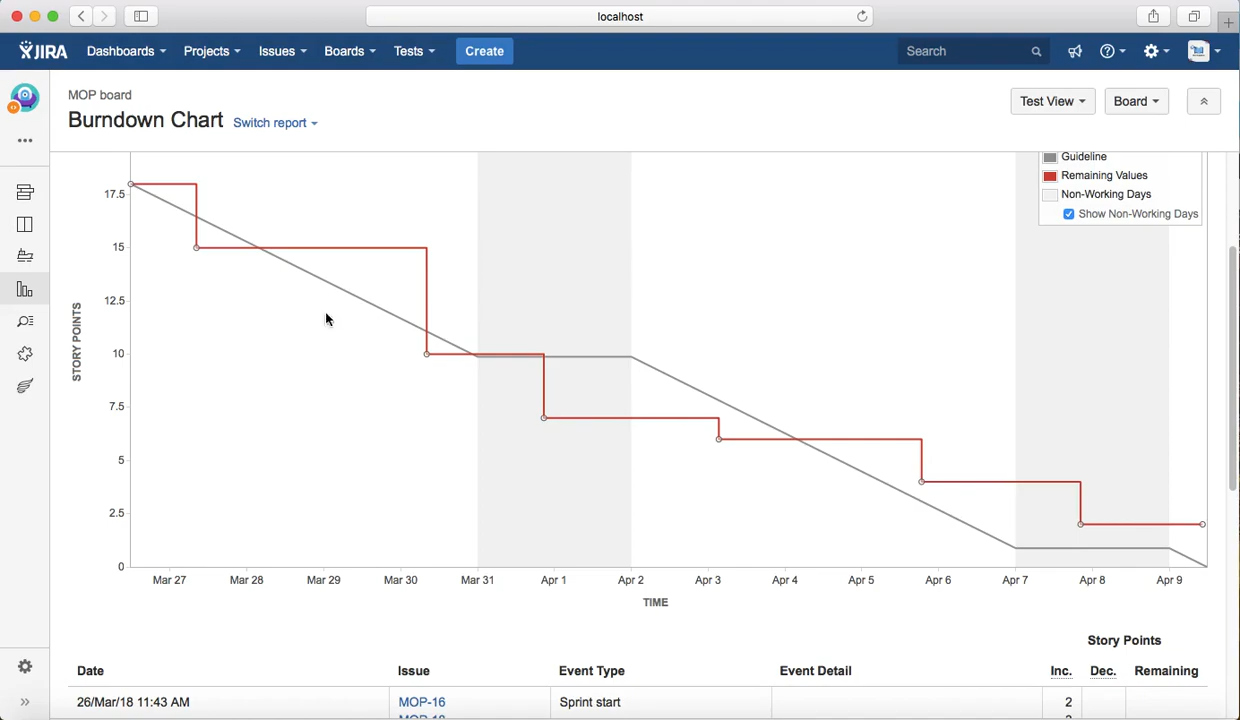 localhost
JIRA Dashboards Projects Issues Boards Tests Create Search
MOP board
Burndown Chart Switch report
Test View Board
Guideline
Remaining Values
Non-Working Days
Show Non-Working Days
STORY POINTS
17.5
15
12.5
10
7.5
5
2.5
0
Mar 27 Mar 28 Mar 29 Mar 30 Mar 31 Apr 1 Apr 2 Apr 3 Apr 4 Apr 5 Apr 6 Apr 7 Apr 8 Apr 9
TIME
Story Points
Date Issue Event Type Event Detail Inc. Dec. Remaining
26/Mar/18 11:43 AM MOP-16 Sprint start 2